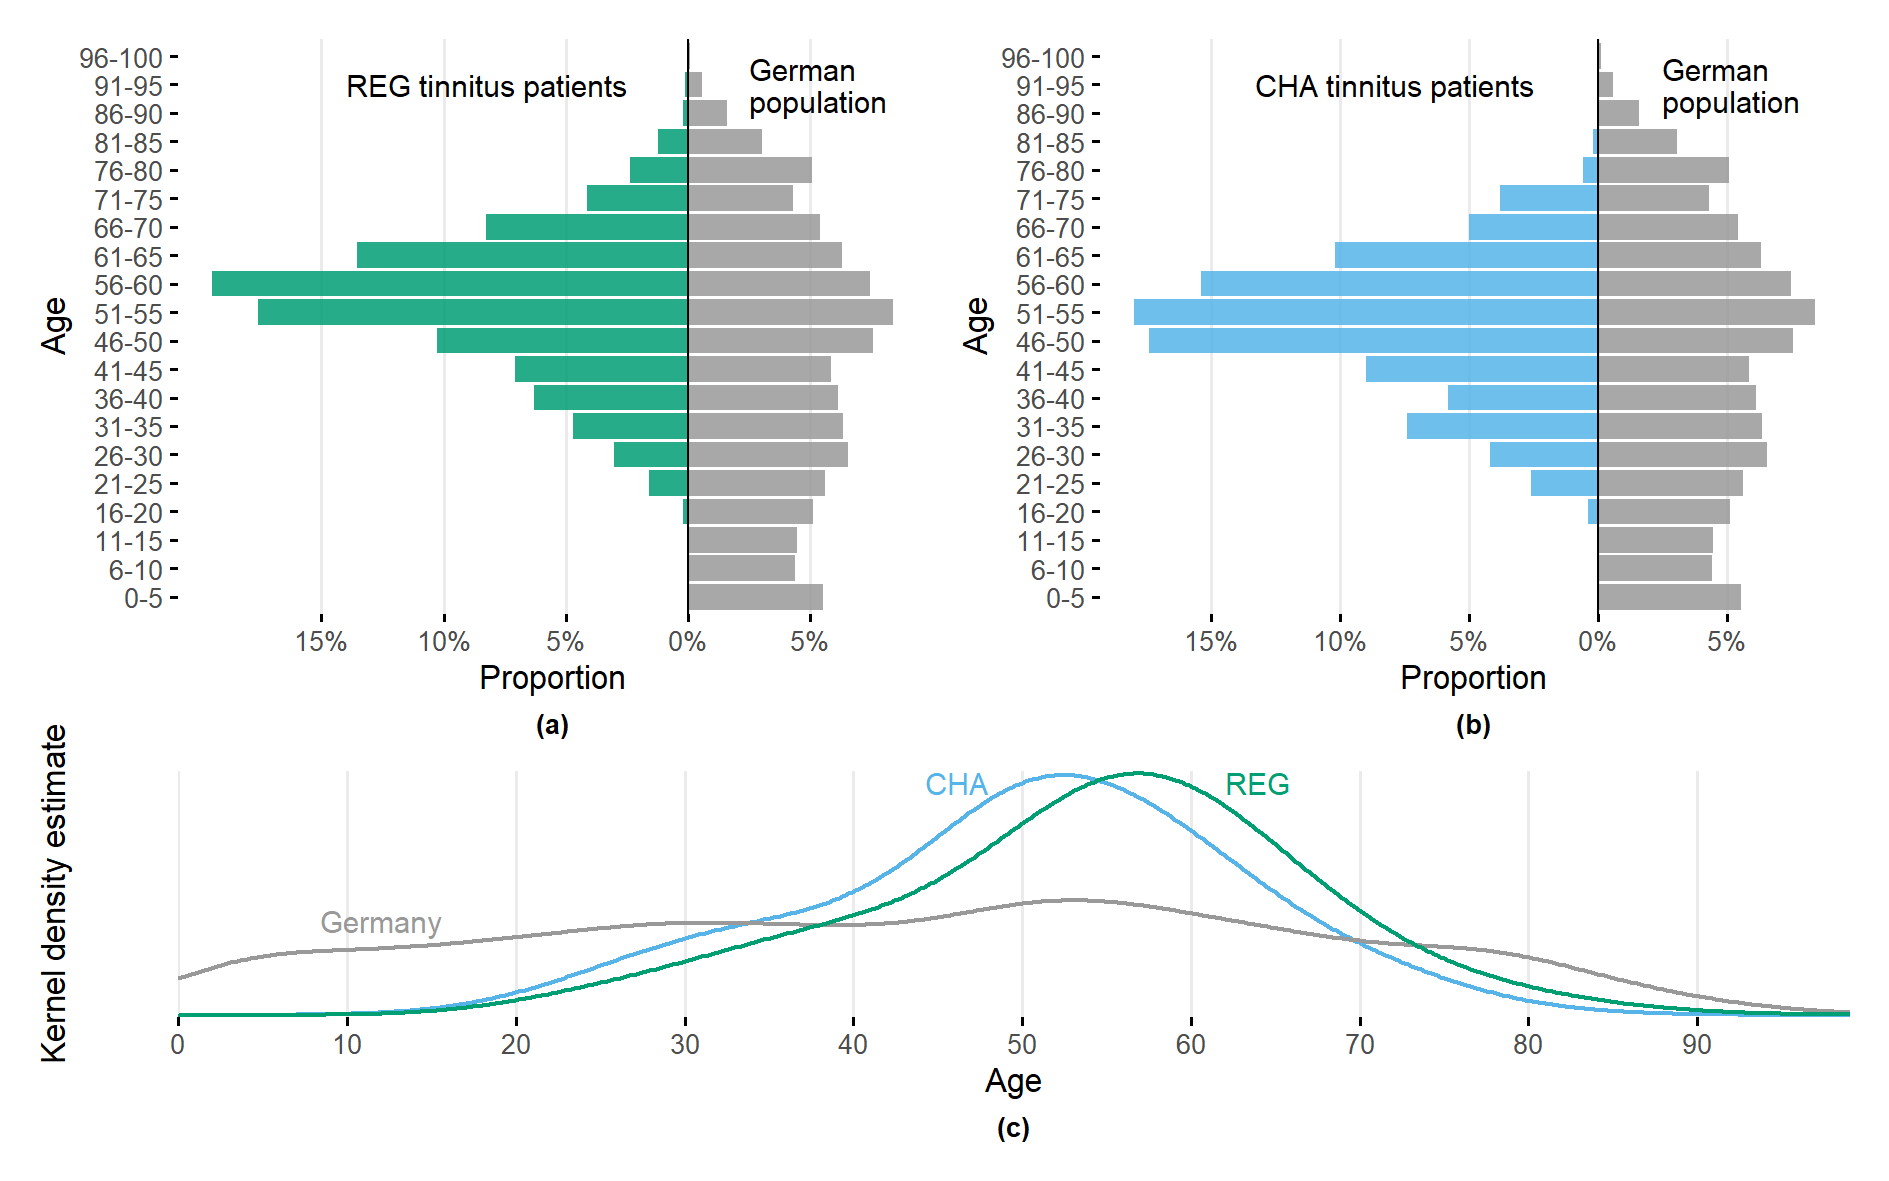 REG tinnitus patients
German
population
96-100
91-95
86-90
81-85
76-80
71-75
66-70
61-65
56-60
51-55
46-50
41-45
36-40
31-35
26-30
21-25
16-20
11-15
6-10
0-5
Age
15% 10% 5% 0% 5%
Proportion
(a)
CHA tinnitus patients
German
population
96-100
91-95
86-90
81-85
76-80
71-75
66-70
61-65
56-60
51-55
46-50
41-45
36-40
31-35
26-30
21-25
16-20
11-15
6-10
0-5
Age
15% 10% 5% 0% 5%
Proportion
(b)
Kernel density estimate
CHA
REG
Germany
0 10 20 30 40 50 60 70 80 90
Age
(c)